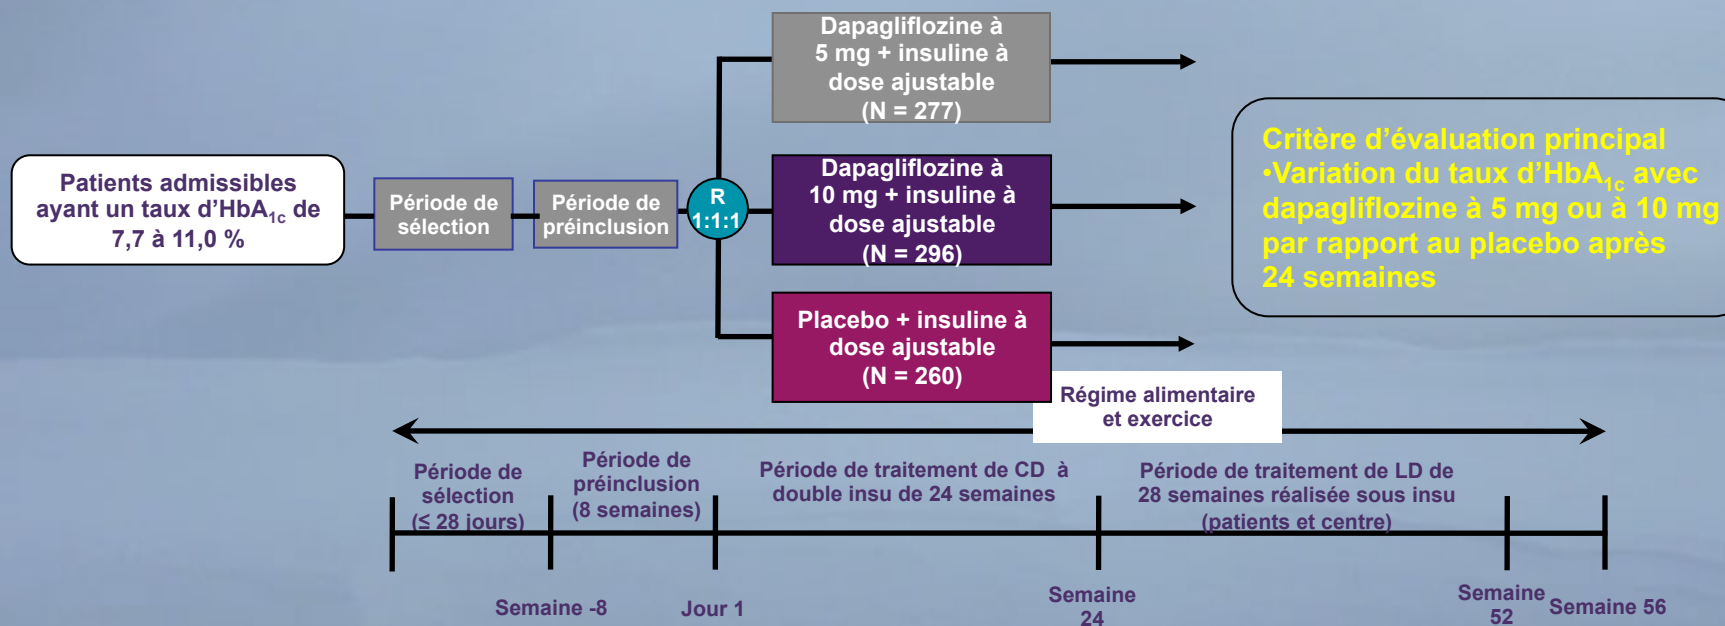 Patients admissibles
ayant un taux d'HbA1c de
7,7 à 11,0 %
Période de
sélection
Période de
préinclusion
R
1:1:1
Dapagliflozine à
5 mg + insuline à
dose ajustable
(N = 277)
Dapagliflozine à
10 mg + insuline à
dose ajustable
(N = 296)
Placebo + insuline à
dose ajustable
(N = 260)
Critère d'évaluation principal
•Variation du taux d'HbA1c avec
dapagliflozine à 5 mg ou à 10 mg
par rapport au placebo après
24 semaines
Régime alimentaire
et exercice
Période de
sélection
(≤ 28 jours)
Période de
préinclusion
(8 semaines)
Période de traitement de CD à
double insu de 24 semaines
Période de traitement de LD de
28 semaines réalisée sous insu
(patients et centre)
Semaine -8
Jour 1
Semaine
24
Semaine
52
Semaine 56